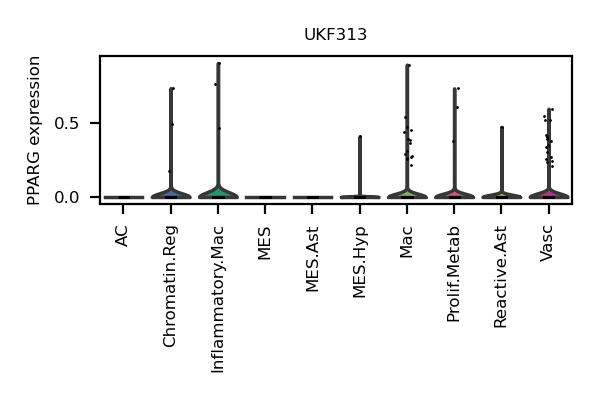 UKF313
PPARG expression
0.5
0.0
AC
Chromatin.Reg
Inflammatory.Mac
MES
MES.Ast
MES.Hyp
Mac
Prolif.Metab
Reactive.Ast
Vasc